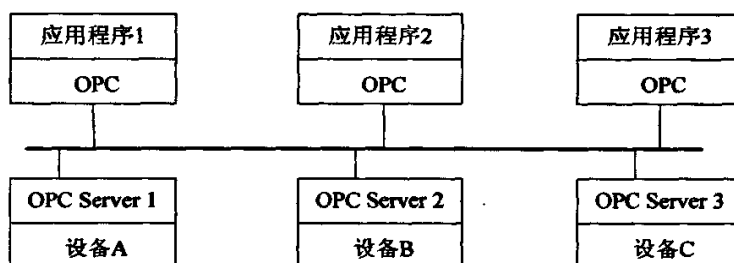 应用程序1
应用程序2
应用程序3
OPC
OPC
OPC
OPC Server 1
OPC Server 2
OPC Server 3
设备A
设备B
设备C